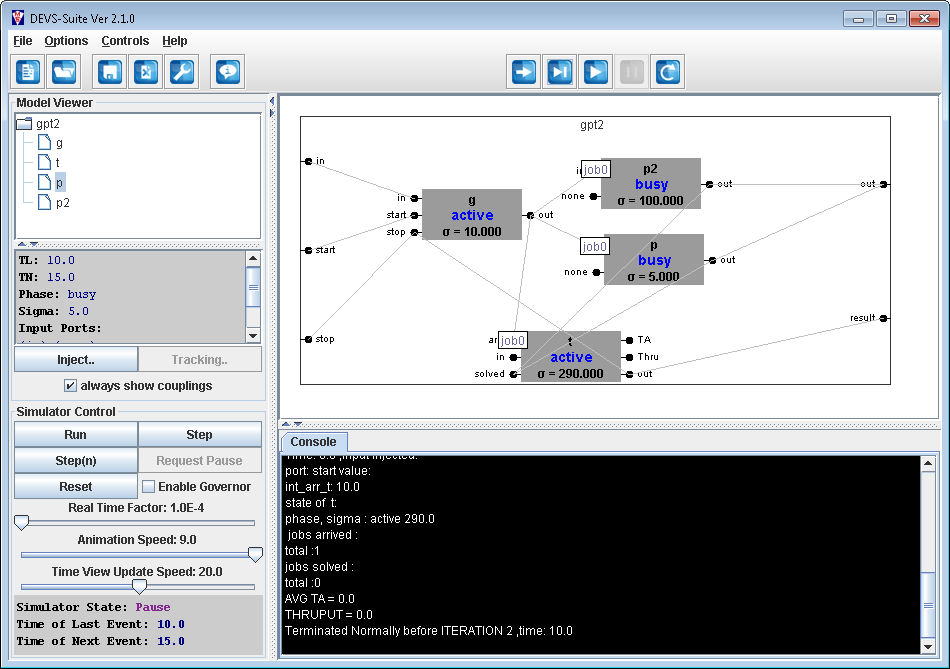 DEVS-Suite Ver 2.1.0
File Options Controls Help
Model Viewer
gpt2
g
t
p
p2
TL: 10.0
TN: 15.0
Phase: busy
Sigma: 5.0
Input Ports:
Inject.. Tracking..
always show couplings
Simulator Control
Run Step
Step(n) Request Pause
Reset Enable Governor
Real Time Factor: 1.0E-4
Animation Speed: 9.0
Time View Update Speed: 20.0
Simulator State: Pause
Time of Last Event: 10.0
Time of Next Event: 15.0
gpt2
in
start
stop
in
start
stop
g
active
σ = 10.000
out
job0
none
p2
busy
σ = 100.000
out
job0
none
p
busy
σ = 5.000
out
ar
job0
in
solved
t
active
σ = 290.000
TA
Thru
out
out
result
Console
port: start value:
int_arr_t: 10.0
state of t:
phase, sigma : active 290.0
jobs arrived :
total :1
jobs solved :
total :0
AVG TA = 0.0
THRUPUT = 0.0
Terminated Normally before ITERATION 2 ,time: 10.0